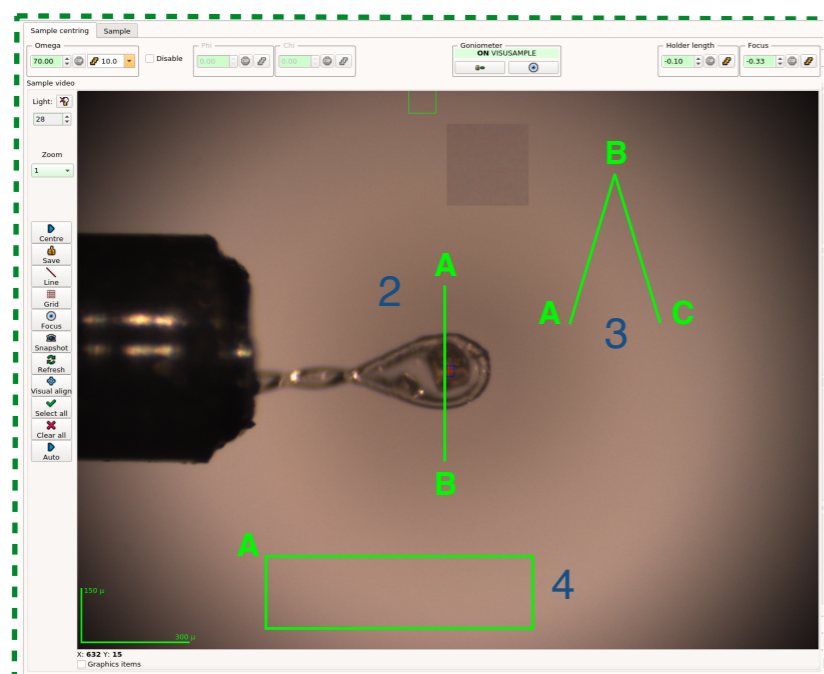 Sample centring Sample
Omega Phi Chi Goniometer Holder length Focus
70.00 10.0 Disable 0.00 0.00 ON VISUSAMPLE -0.10 -0.33
Sample video
Light:
28
Zoom
1
Centre
Save
Line
Grid
Focus
Snapshot
Refresh
Visual align
Select all
Clear all
Auto
B
A
2
A
C
3
B
A
4
150 μ
300 μ
X: 632 Y: 15
Graphics items